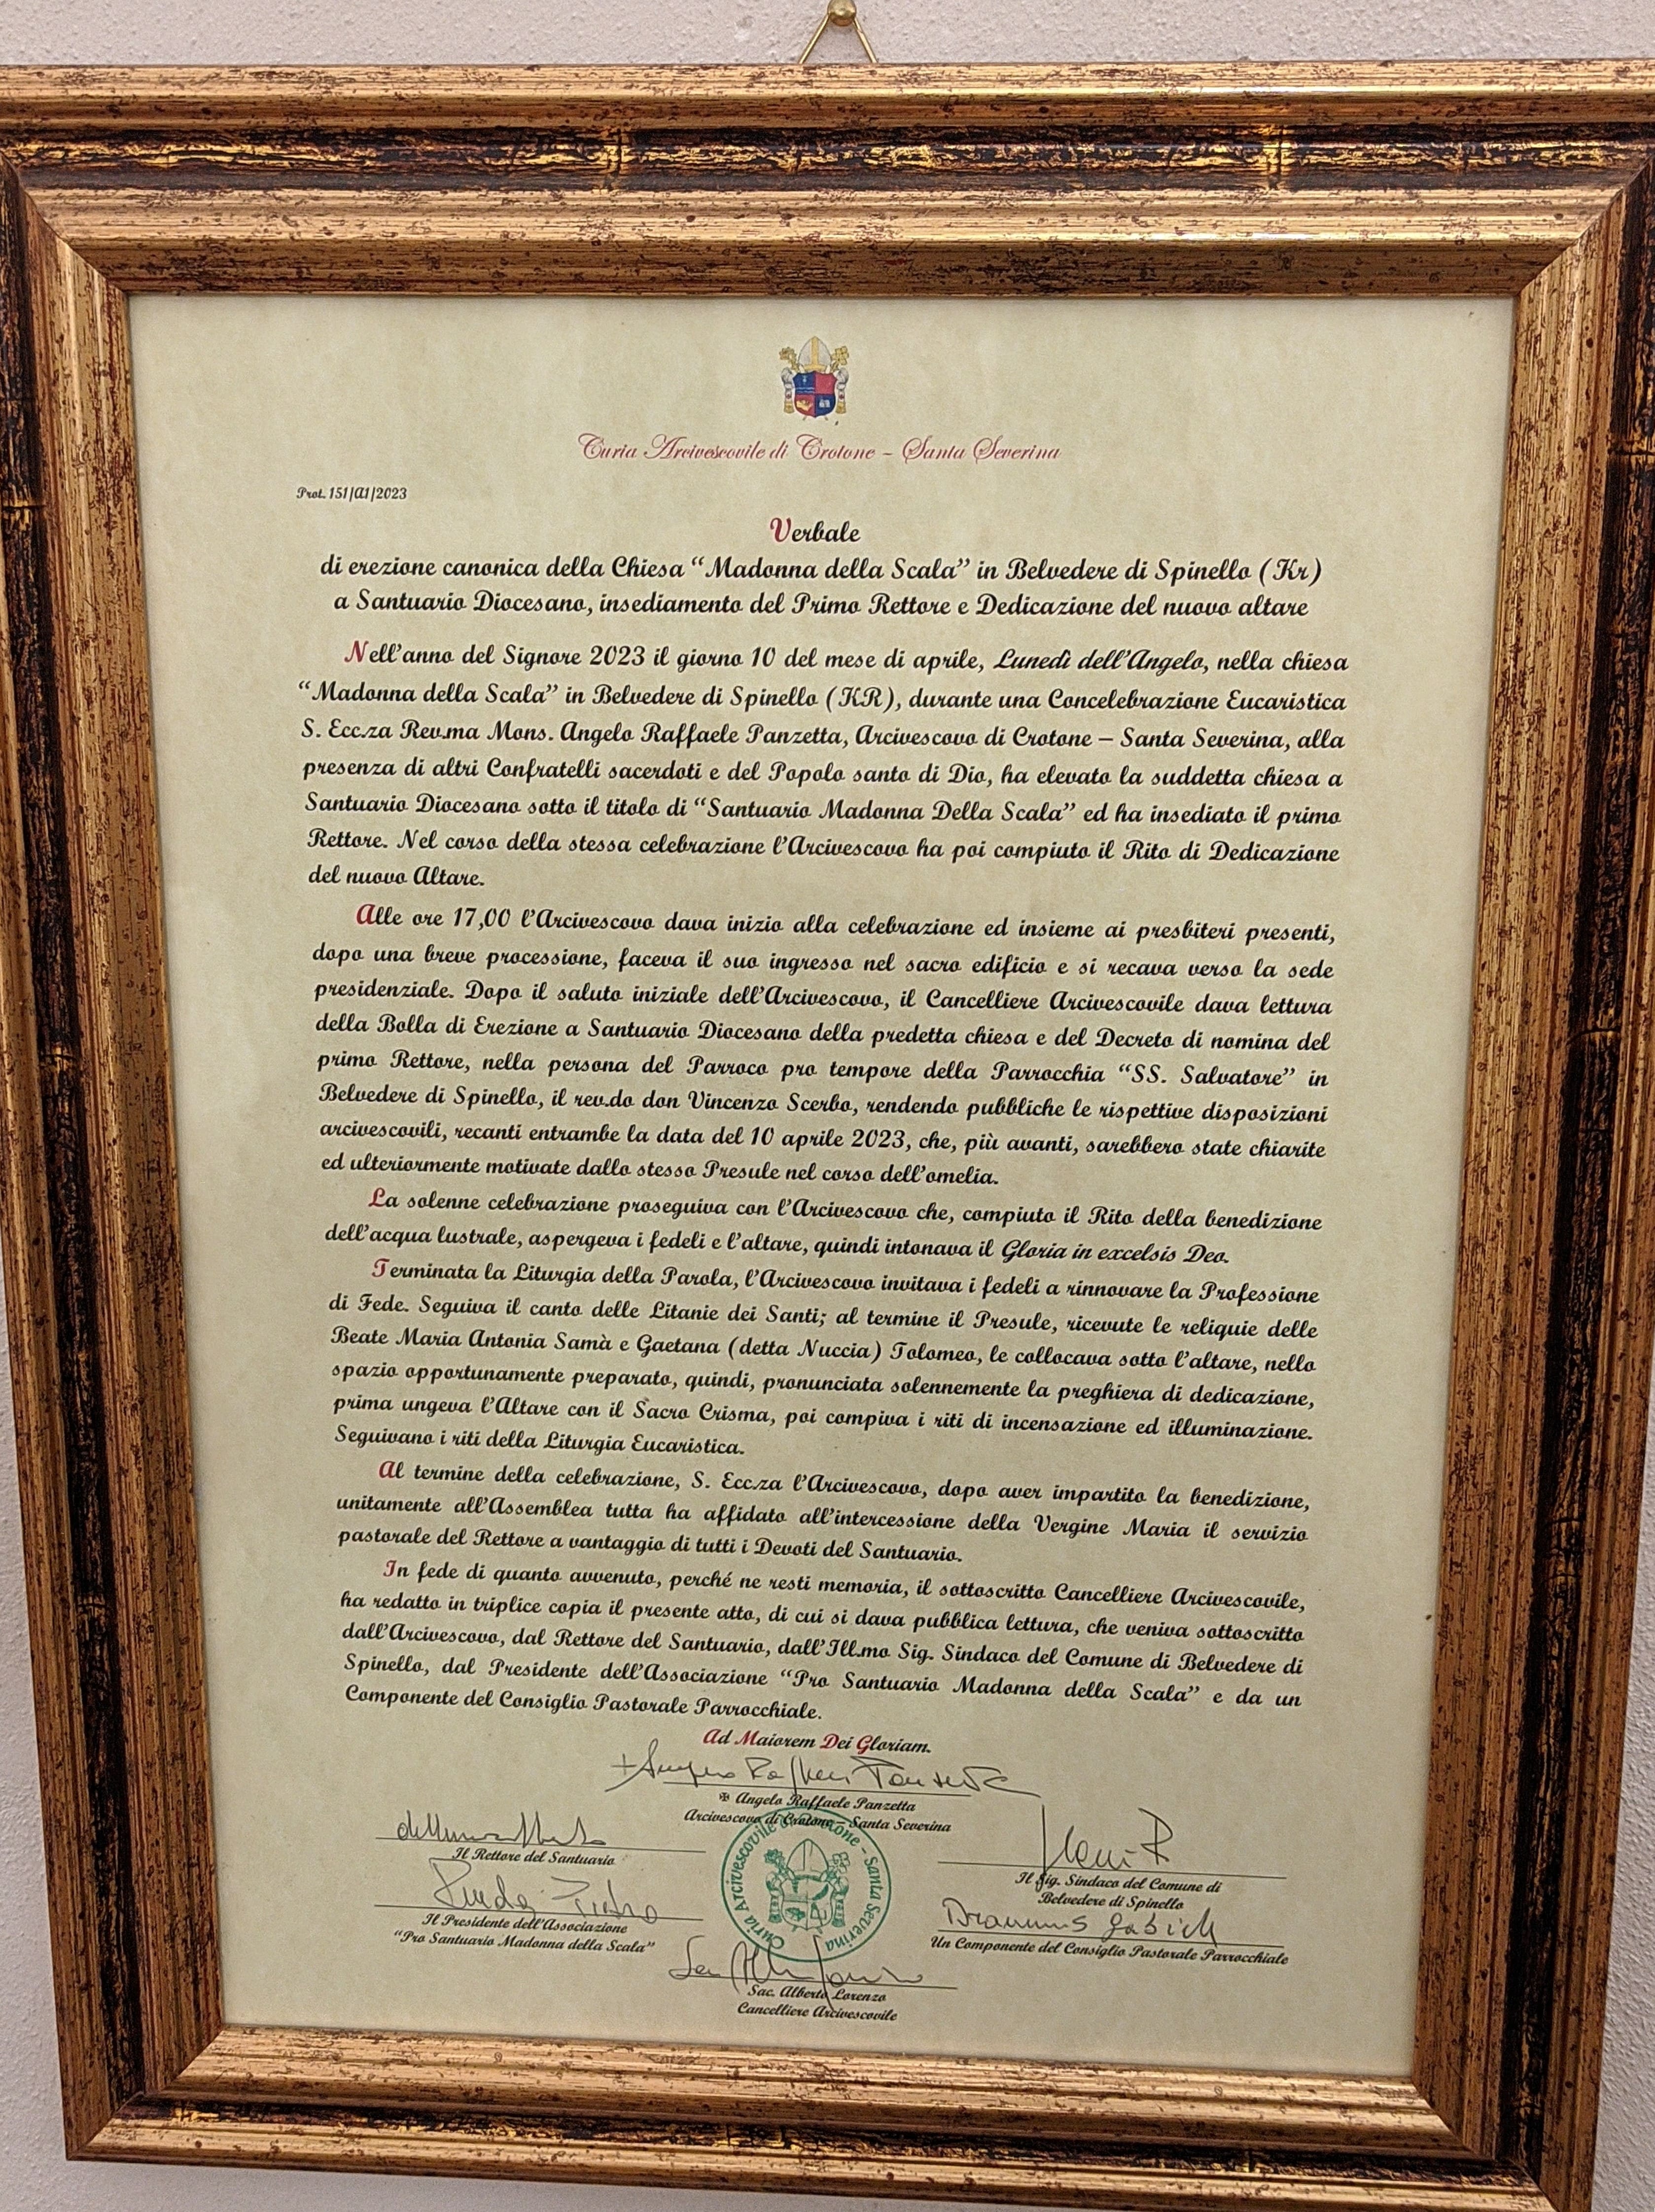 Curia Arcivescovile di Crotone – Santa Severina
Prot. 151/A1/2023
Verbale
di erezione canonica della Chiesa “Madonna della Scala” in Belvedere di Spinello (Kr)
a Santuario Diocesano, insediamento del Primo Rettore e Dedicazione del nuovo altare
Nell’anno del Signore 2023 il giorno 10 del mese di aprile, Lunedì dell’Angelo, nella chiesa
“Madonna della Scala” in Belvedere di Spinello (KR), durante una Concelebrazione Eucaristica
S. Ecc.za Rev.ma Mons. Angelo Raffaele Panzetta, Arcivescovo di Crotone – Santa Severina, alla
presenza di altri Confratelli sacerdoti e del Popolo santo di Dio, ha elevato la suddetta chiesa a
Santuario Diocesano sotto il titolo di “Santuario Madonna Della Scala” ed ha insediato il primo
Rettore. Nel corso della stessa celebrazione l’Arcivescovo ha poi compiuto il Rito di Dedicazione
del nuovo Altare.
Alle ore 17,00 l’Arcivescovo dava inizio alla celebrazione ed insieme ai presbiteri presenti,
dopo una breve processione, faceva il suo ingresso nel sacro edificio e si recava verso la sede
presidenziale. Dopo il saluto iniziale dell’Arcivescovo, il Cancelliere Arcivescovile dava lettura
della Bolla di Erezione a Santuario Diocesano della predetta chiesa e del Decreto di nomina del
primo Rettore, nella persona del Parroco pro tempore della Parrocchia “SS. Salvatore” in
Belvedere di Spinello, il rev.do don Vincenzo Scerbo, rendendo pubbliche le rispettive disposizioni
arcivescovili, recanti entrambe la data del 10 aprile 2023, che, più avanti, sarebbero state chiarite
ed ulteriormente motivate dallo stesso Presule nel corso dell’omelia.
La solenne celebrazione proseguiva con l’Arcivescovo che, compiuto il Rito della benedizione
dell’acqua lustrale, aspergeva i fedeli e l’altare, quindi intonava il Gloria in excelsis Deo.
Terminata la Liturgia della Parola, l’Arcivescovo invitava i fedeli a rinnovare la Professione
di Fede. Seguiva il canto delle Litanie dei Santi; al termine il Presule, ricevute le reliquie delle
Beate Maria Antonia Samà e Gaetana (detta Nuccia) Tolomeo, le collocava sotto l’altare, nello
spazio opportunamente preparato, quindi, pronunciata solennemente la preghiera di dedicazione,
prima ungeva l’Altare con il Sacro Crisma, poi compiva i riti di incensazione ed illuminazione.
Seguivano i riti della Liturgia Eucaristica.
Al termine della celebrazione, S. Ecc.za l’Arcivescovo, dopo aver impartito la benedizione,
unitamente all’Assemblea tutta ha affidato all’intercessione della Vergine Maria il servizio
pastorale del Rettore a vantaggio di tutti i Devoti del Santuario.
In fede di quanto avvenuto, perché ne resti memoria, il sottoscritto Cancelliere Arcivescovile,
ha redatto in triplice copia il presente atto, di cui si dava pubblica lettura, che veniva sottoscritto
dall’Arcivescovo, dal Rettore del Santuario, dall’Ill.mo Sig. Sindaco del Comune di Belvedere di
Spinello, dal Presidente dell’Associazione “Pro Santuario Madonna della Scala” e da un
Componente del Consiglio Pastorale Parrocchiale.
Ad Maiorem Dei Gloriam.
✠ Angelo Raffaele Panzetta
Arcivescovo di Crotone – Santa Severina
Il Rettore del Santuario
Il Sig. Sindaco del Comune di
Belvedere di Spinello
Il Presidente dell’Associazione
“Pro Santuario Madonna della Scala”
Un Componente del Consiglio Pastorale Parrocchiale
Curia Arcivescovile Crotone - Santa Severina
Sac. Alberto Lorenzo
Cancelliere Arcivescovile